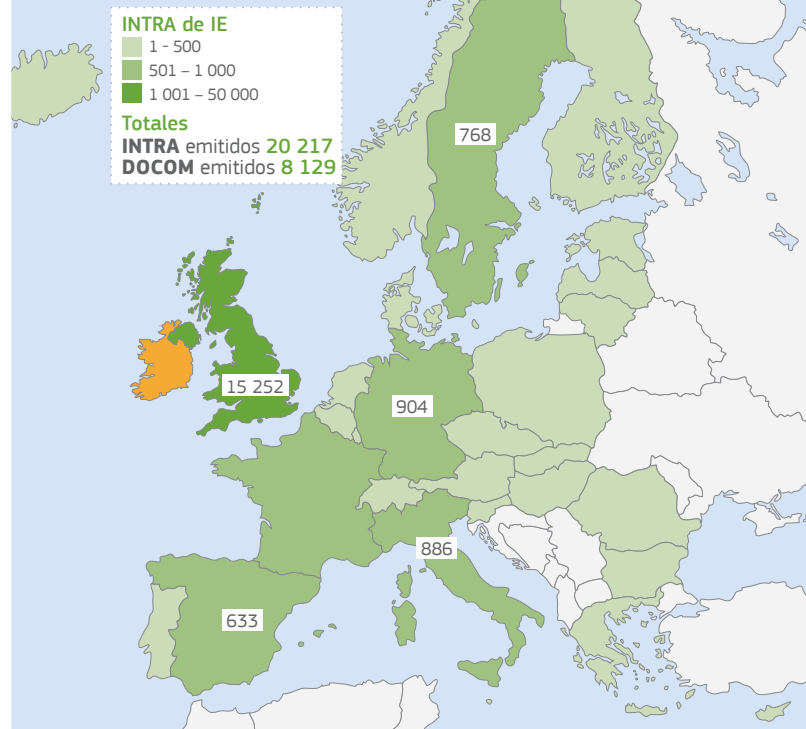 INTRA de IE
1 - 500
501 – 1 000
1 001 – 50 000
Totales
INTRA emitidos 20 217
DOCOM emitidos 8 129
768
15 252
904
886
633